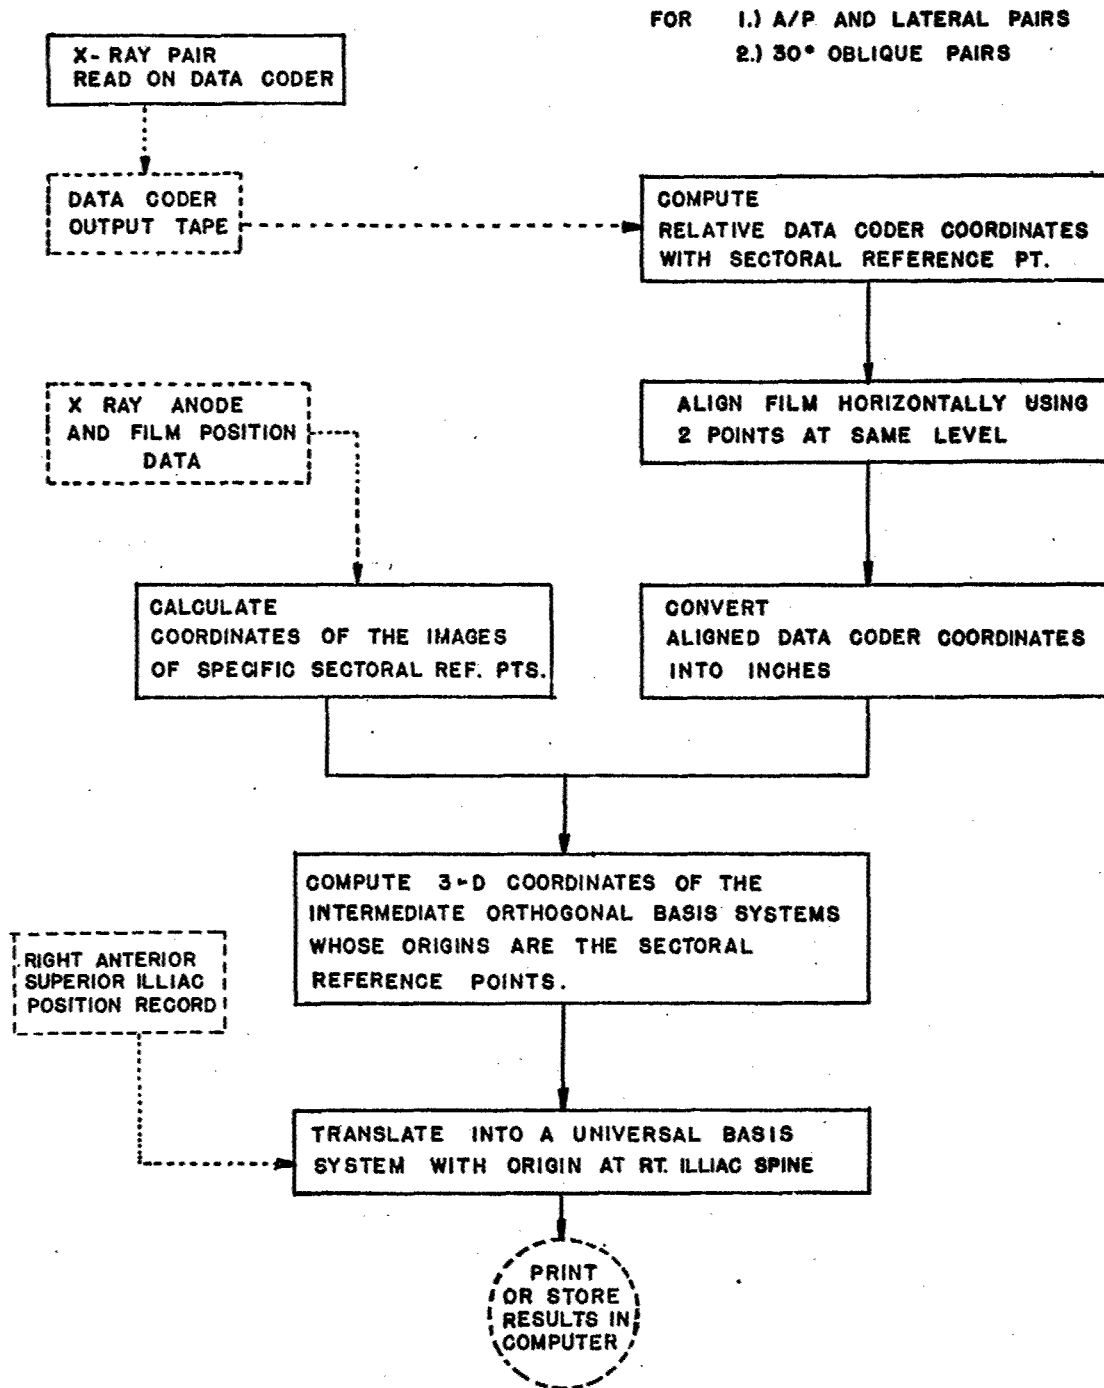 FOR 1.) A/P AND LATERAL PAIRS
2.) 30° OBLIQUE PAIRS
X-RAY PAIR
READ ON DATA CODER
DATA CODER
OUTPUT TAPE
COMPUTE
RELATIVE DATA CODER COORDINATES
WITH SECTORAL REFERENCE PT.
X RAY ANODE
AND FILM POSITION
DATA
ALIGN FILM HORIZONTALLY USING
2 POINTS AT SAME LEVEL
CALCULATE
COORDINATES OF THE IMAGES
OF SPECIFIC SECTORAL REF. PTS.
CONVERT
ALIGNED DATA CODER COORDINATES
INTO INCHES
COMPUTE 3-D COORDINATES OF THE
INTERMEDIATE ORTHOGONAL BASIS SYSTEMS
WHOSE ORIGINS ARE THE SECTORAL
REFERENCE POINTS.
RIGHT ANTERIOR
SUPERIOR ILLIAC
POSITION RECORD
TRANSLATE INTO A UNIVERSAL BASIS
SYSTEM WITH ORIGIN AT RT. ILLIAC SPINE
PRINT
OR STORE
RESULTS IN
COMPUTER